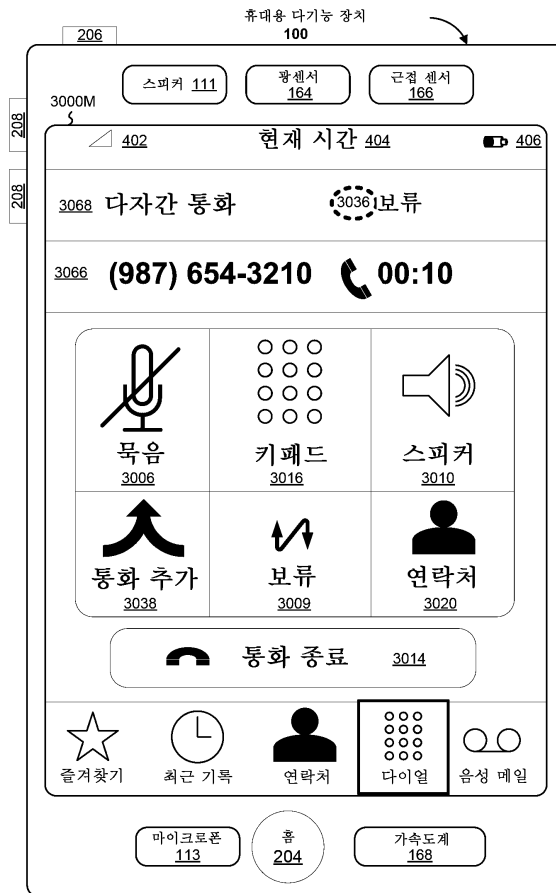 휴대용 다기능 장치
100
206
스피커 111
광센서
164
근접 센서
166
3000M
208
208
402
현재 시간 404
406
3068 다자간 통화
3036 보류
3066 (987) 654-3210 00:10
묵음
3006
키패드
3016
스피커
3010
통화 추가
3038
보류
3009
연락처
3020
통화 종료 3014
즐겨찾기
최근 기록
연락처
다이얼
음성 메일
마이크로폰
113
홈
204
가속도계
168